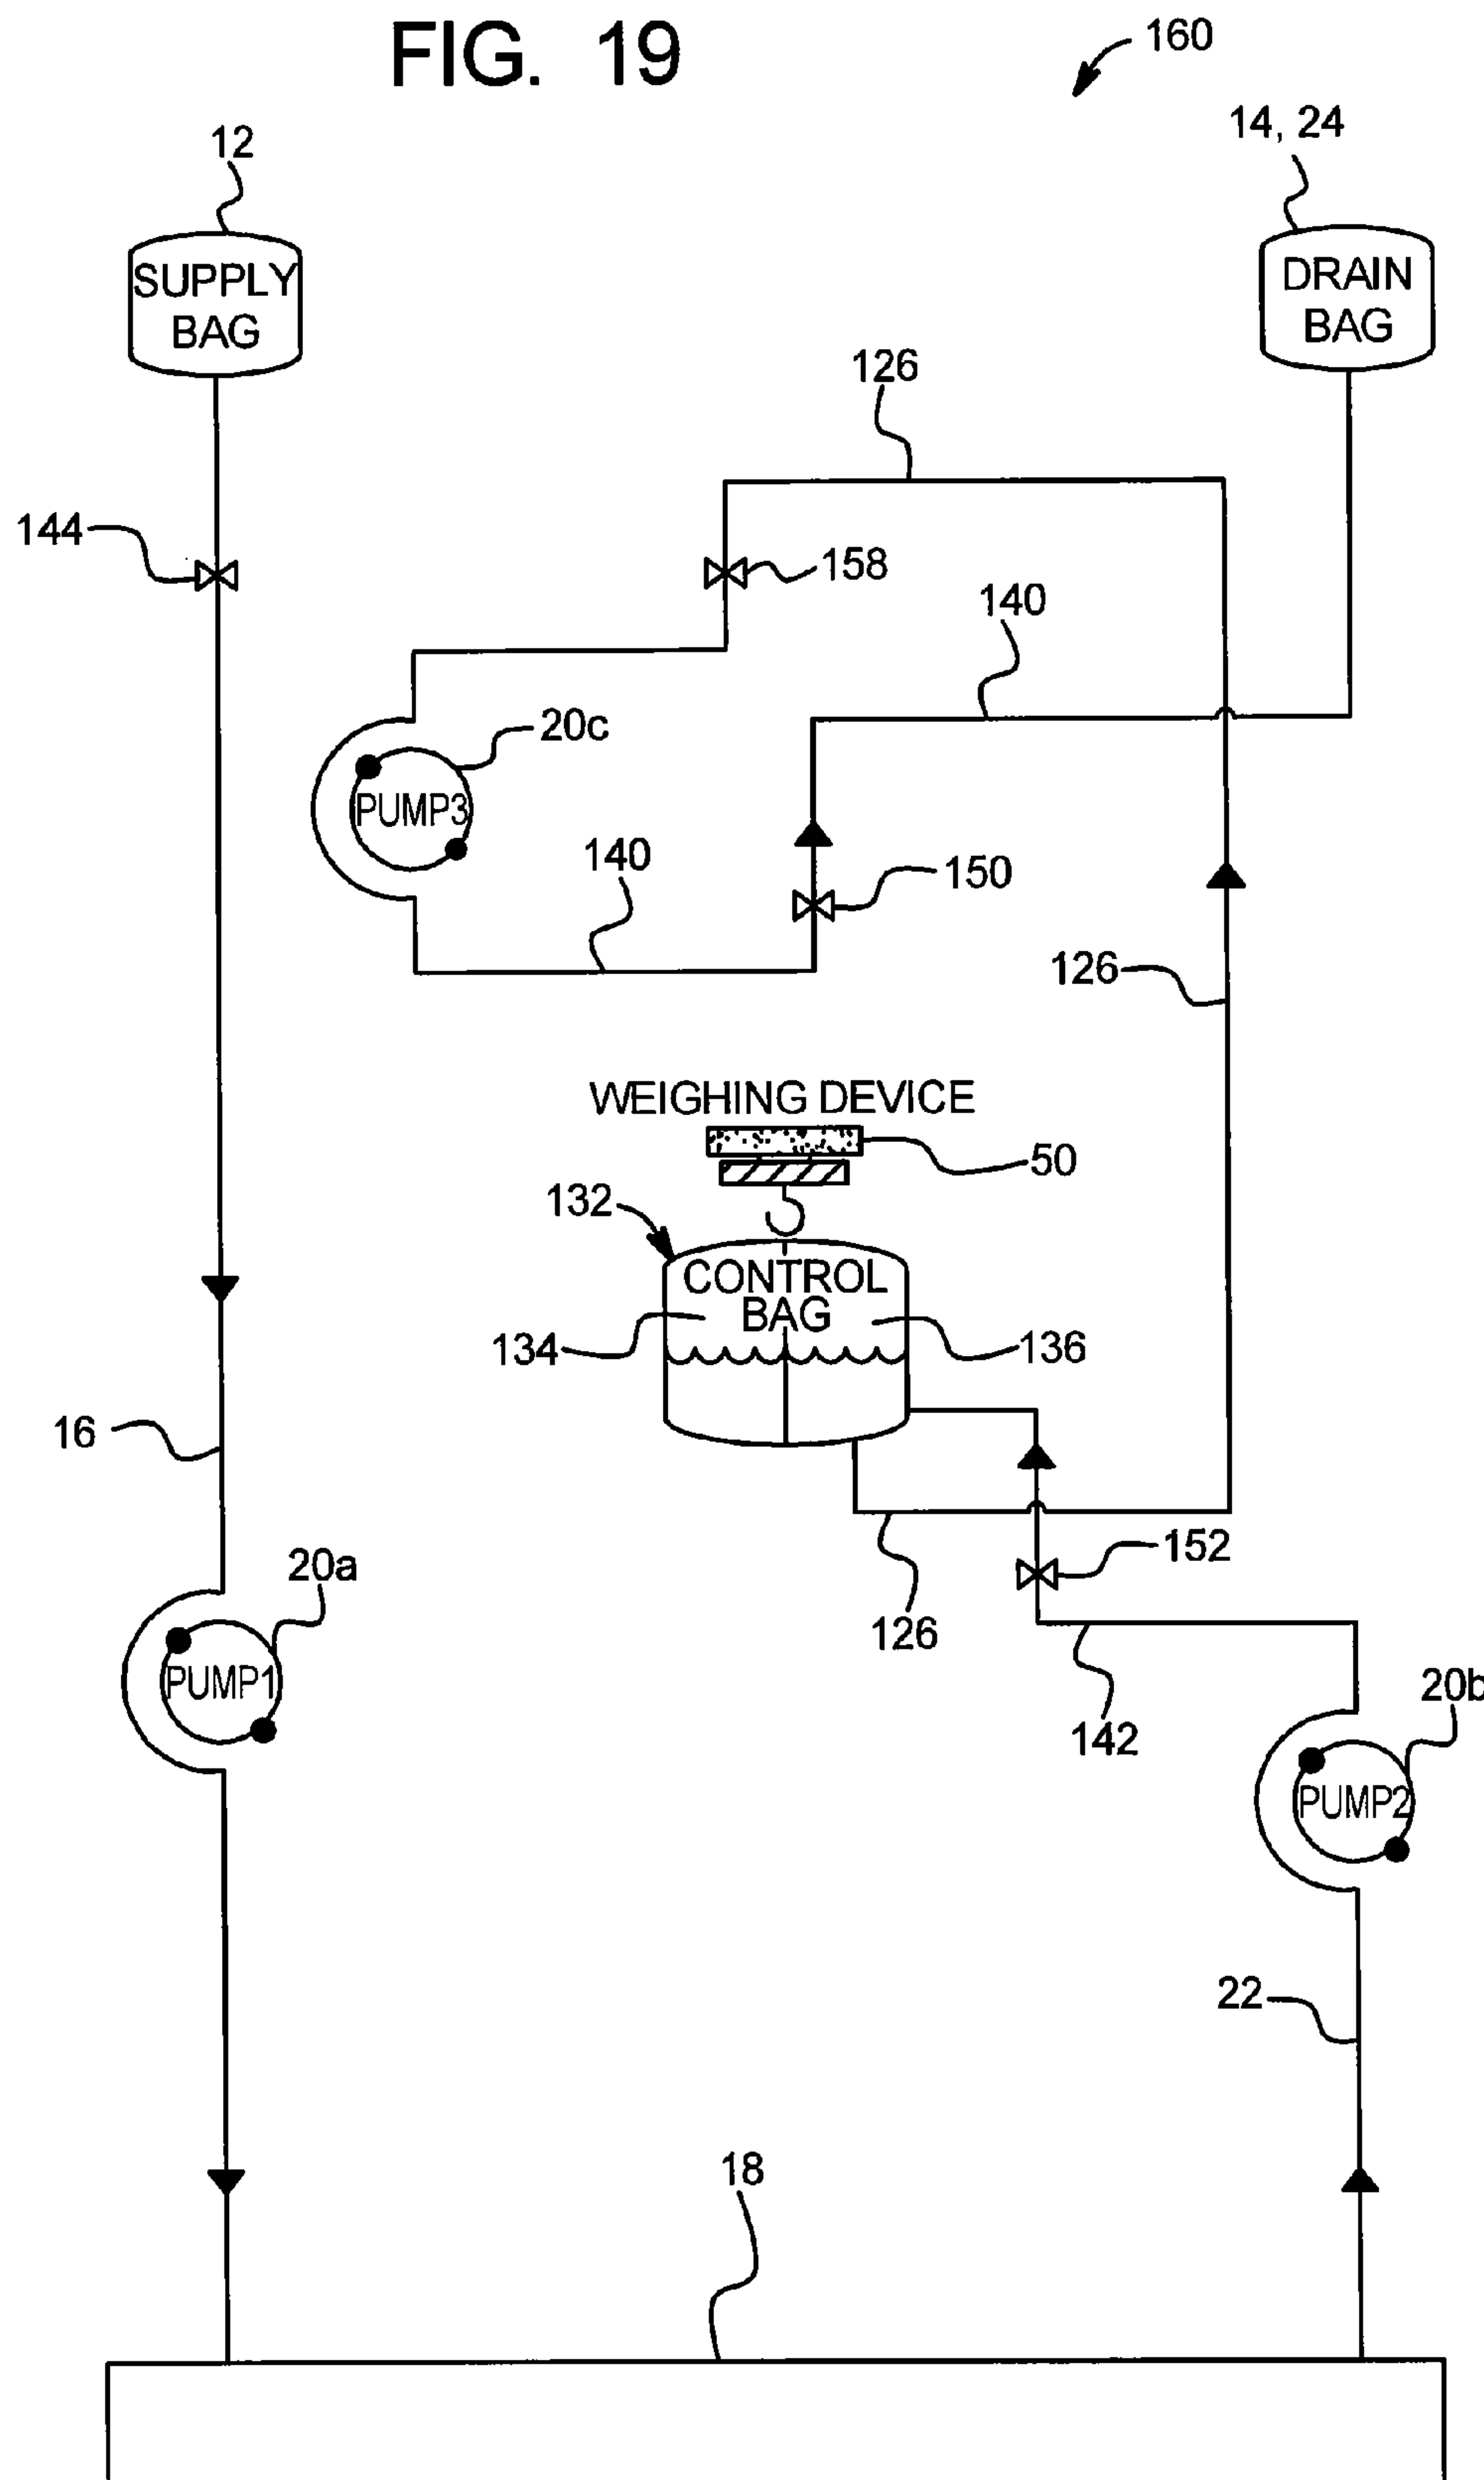 FIG. 19
160
12
14, 24
SUPPLY
BAG
DRAIN
BAG
126
144
158
140
20c
PUMP3
140
150
126
WEIGHING DEVICE
50
132
CONTROL
BAG
134
136
16
152
20a
126
PUMP1
142
20b
PUMP2
22
18